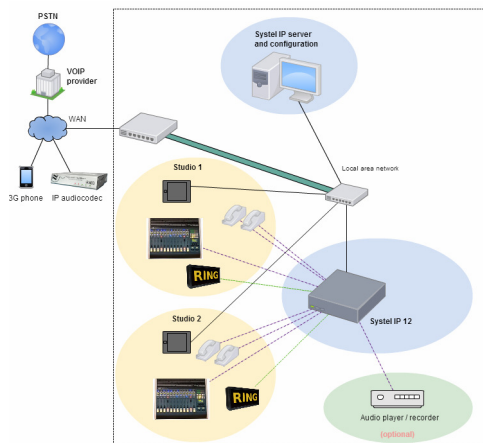 PSTN
VOIP
provider
WAN
3G phone
IP audiocodec
Systel IP server
and configuration
Local area network
Studio 1
RING
Systel IP 12
Studio 2
RING
Audio player / recorder
(optional)